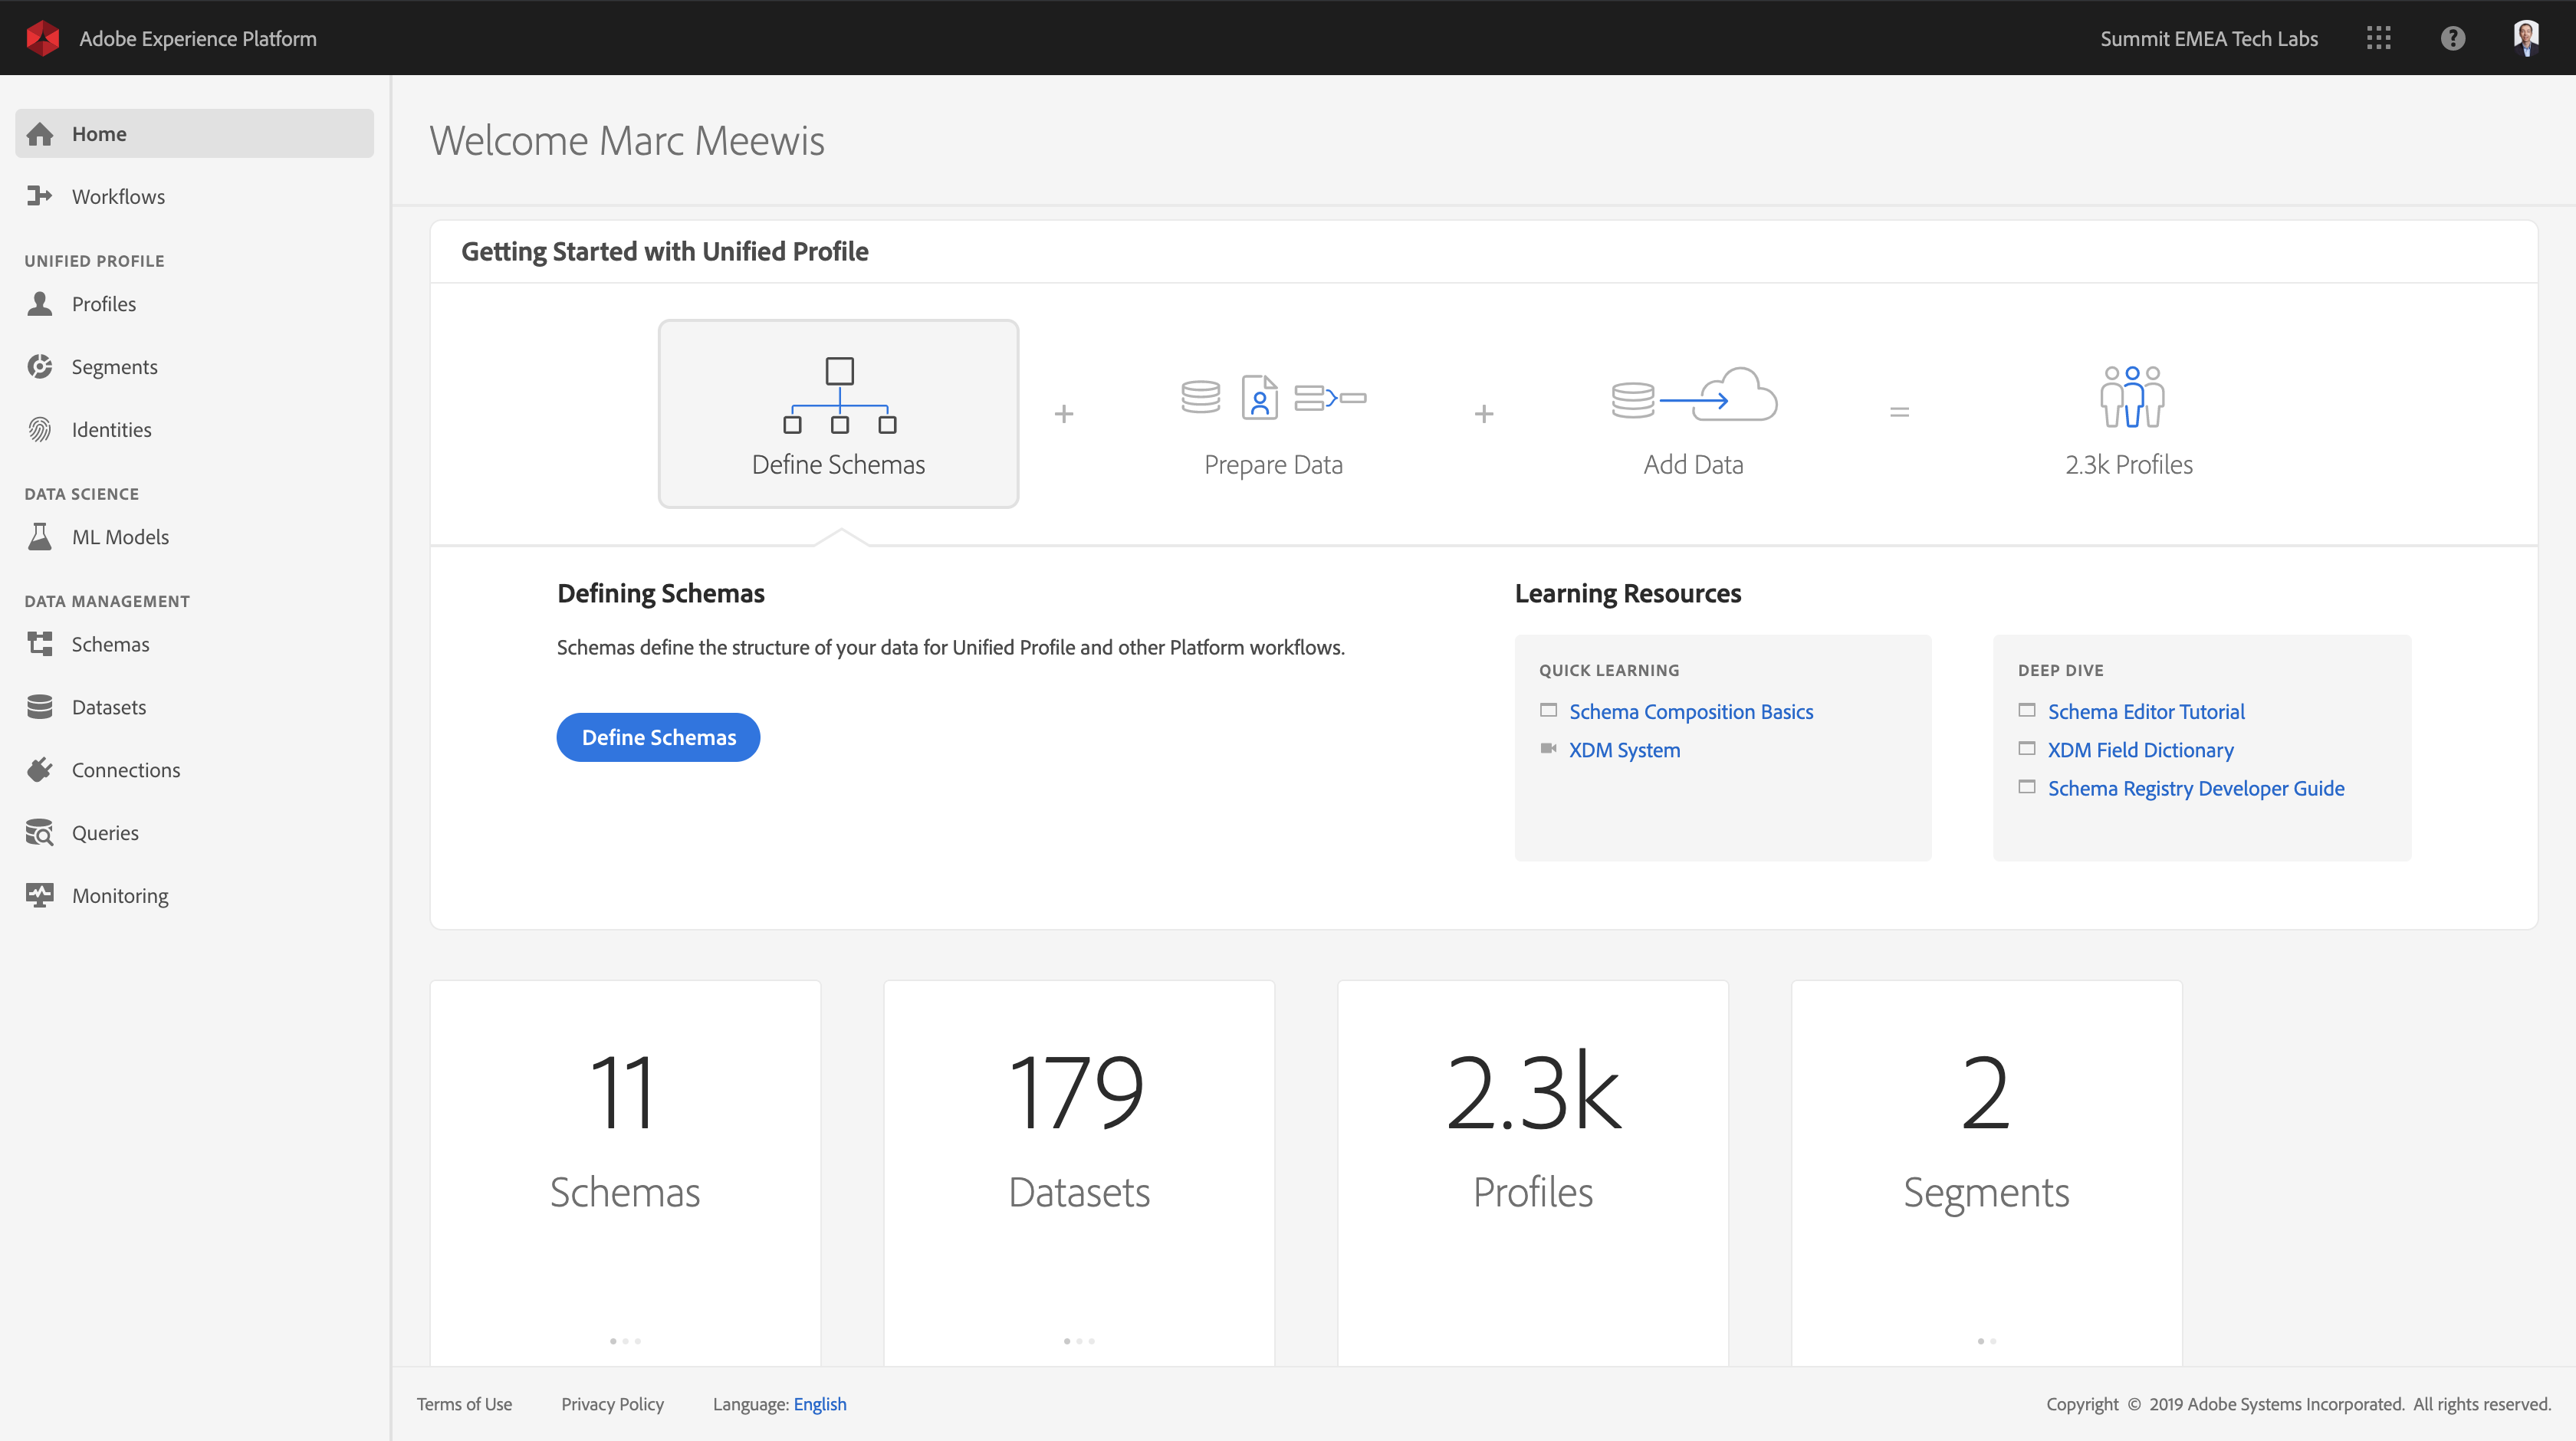 Adobe Experience Platform
Summit EMEA Tech Labs
Home
Workflows
UNIFIED PROFILE
Profiles
Segments
Identities
DATA SCIENCE
ML Models
DATA MANAGEMENT
Schemas
Datasets
Connections
Queries
Monitoring
Welcome Marc Meewis
Getting Started with Unified Profile
Define Schemas
+
Prepare Data
+
Add Data
=
2.3k Profiles
Defining Schemas
Schemas define the structure of your data for Unified Profile and other Platform workflows.
Define Schemas
Learning Resources
QUICK LEARNING
Schema Composition Basics
XDM System
DEEP DIVE
Schema Editor Tutorial
XDM Field Dictionary
Schema Registry Developer Guide
11
Schemas
179
Datasets
2.3k
Profiles
2
Segments
Terms of Use
Privacy Policy
Language: English
Copyright © 2019 Adobe Systems Incorporated. All rights reserved.